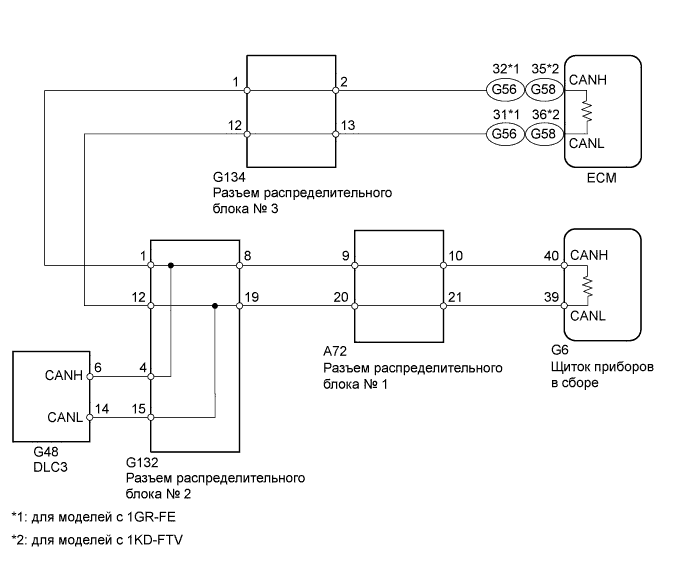 32*1 35*2
1 2 G56 G58 CANH
31*1 36*2
12 13 G56 G58 CANL
G134
Разъем распределительного
блока № 3
ECM
1 8 9 10 40 CANH
12 19 20 21 39 CANL
A72
Разъем распределительного
блока № 1
G6
Щиток приборов
в сборе
CANH 6 4
CANL 14 15
G48
DLC3
G132
Разъем распределительного
блока № 2
*1: для моделей с 1GR-FE
*2: для моделей с 1KD-FTV